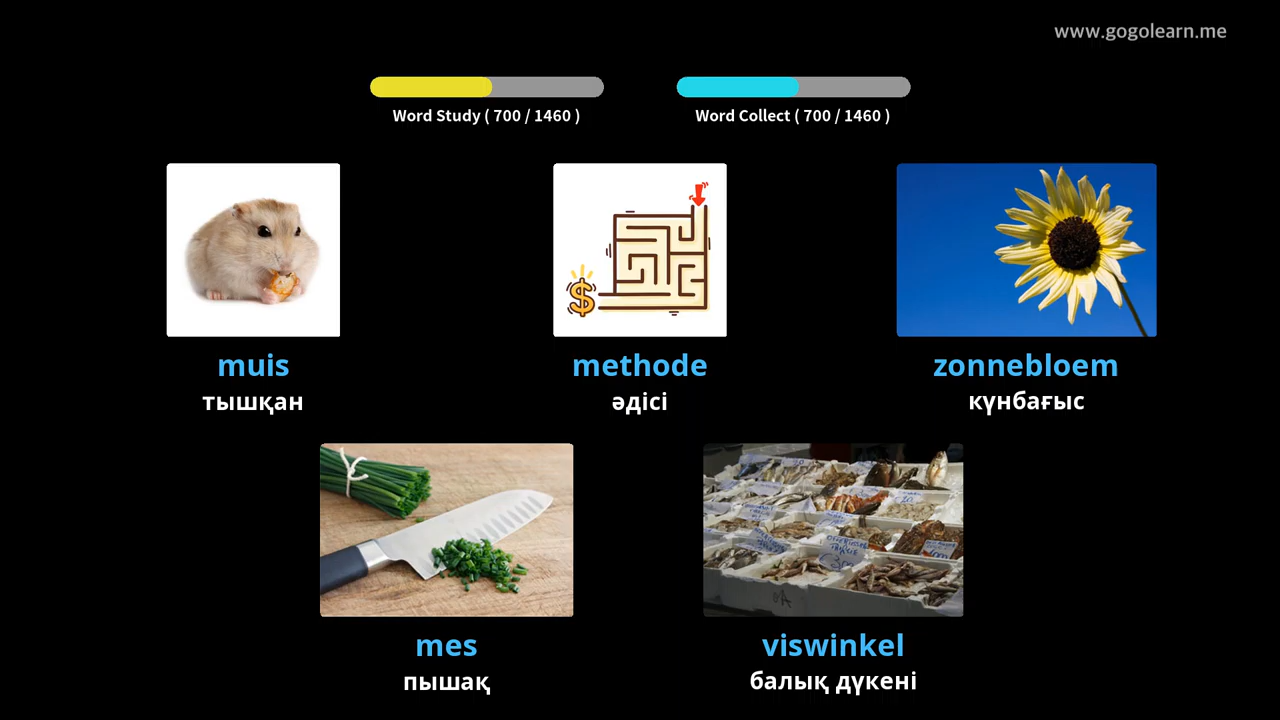 www.gogolearn.me
Word Study ( 700 / 1460 )
Word Collect ( 700 / 1460 )
muis
тышқан
methode
әдісі
zonnebloem
күнбағыс
mes
пышақ
viswinkel
балық дүкені